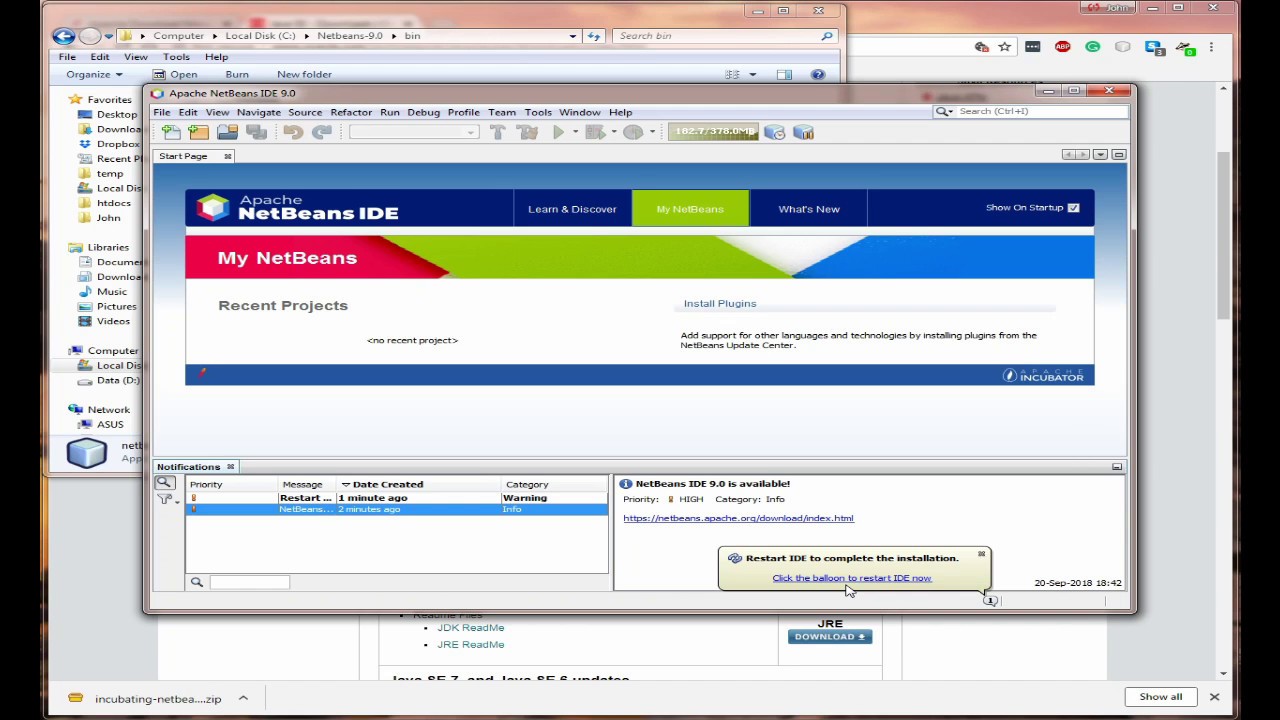 John
Computer
Local Disk (C:)
Netbeans-9.0
bin
Search bin
File Edit View Tools Help
Organize
Open
Burn
New folder
Favorites
Desktop
Downloa
Dropbox
Recent P
temp
Local Dis
htdocs
John
Libraries
Documen
Downloa
Music
Pictures
Videos
Computer
Local Dis
Data (D:)
Network
ASUS
netb
App
ABP
3
0
Apache NetBeans IDE 9.0
File Edit View Navigate Source Refactor Run Debug Profile Team Tools Window Help
Search (Ctrl+I)
162.7/378.0MB
Start Page
Apache
NetBeans IDE
Learn & Discover
My NetBeans
What's New
Show On Startup
My NetBeans
Recent Projects
<no recent project>
Install Plugins
Add support for other languages and technologies by installing plugins from the
NetBeans Update Center.
APACHE
INCUBATOR
Notifications
Priority Message Date Created Category
Restart ... 1 minute ago Warning
NetBeans... 2 minutes ago Info
NetBeans IDE 9.0 is available!
Priority: HIGH Category: Info
https://netbeans.apache.org/download/index.html
Restart IDE to complete the installation.
Click the balloon to restart IDE now
20-Sep-2018 18:42
1
Readme Files
JDK ReadMe
JRE ReadMe
JRE
DOWNLOAD
Java SE 7 and Java SE 6 updates
incubating-netbea....zip
Show all